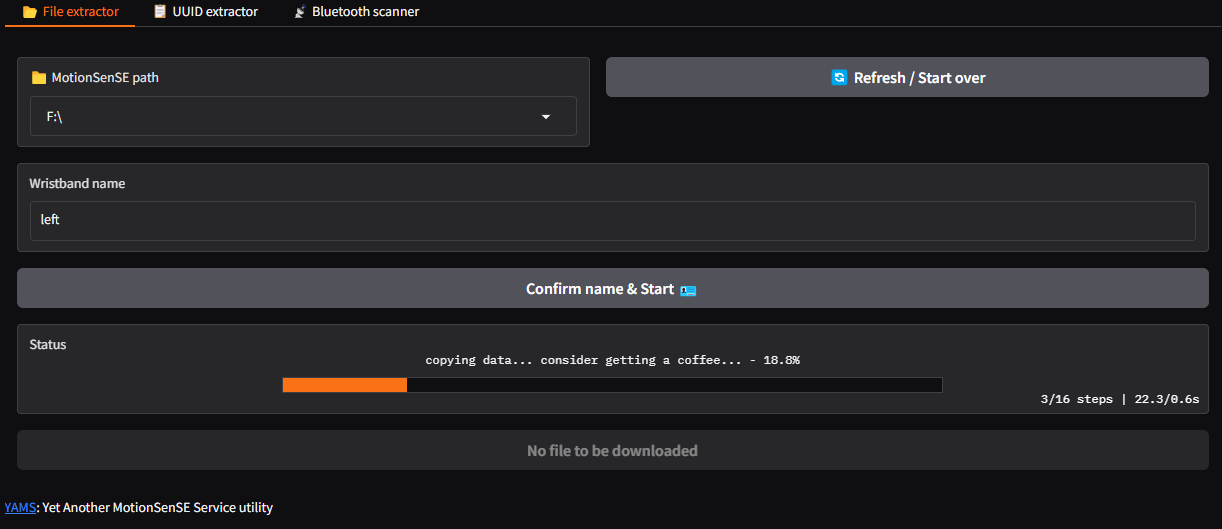 File extractor
UUID extractor
Bluetooth scanner
MotionSenSE path
F:\
Refresh / Start over
Wristband name
left
Confirm name & Start
Status
copying data... consider getting a coffee... - 18.8%
3/16 steps | 22.3/0.6s
No file to be downloaded
YAMS: Yet Another MotionSenSE Service utility